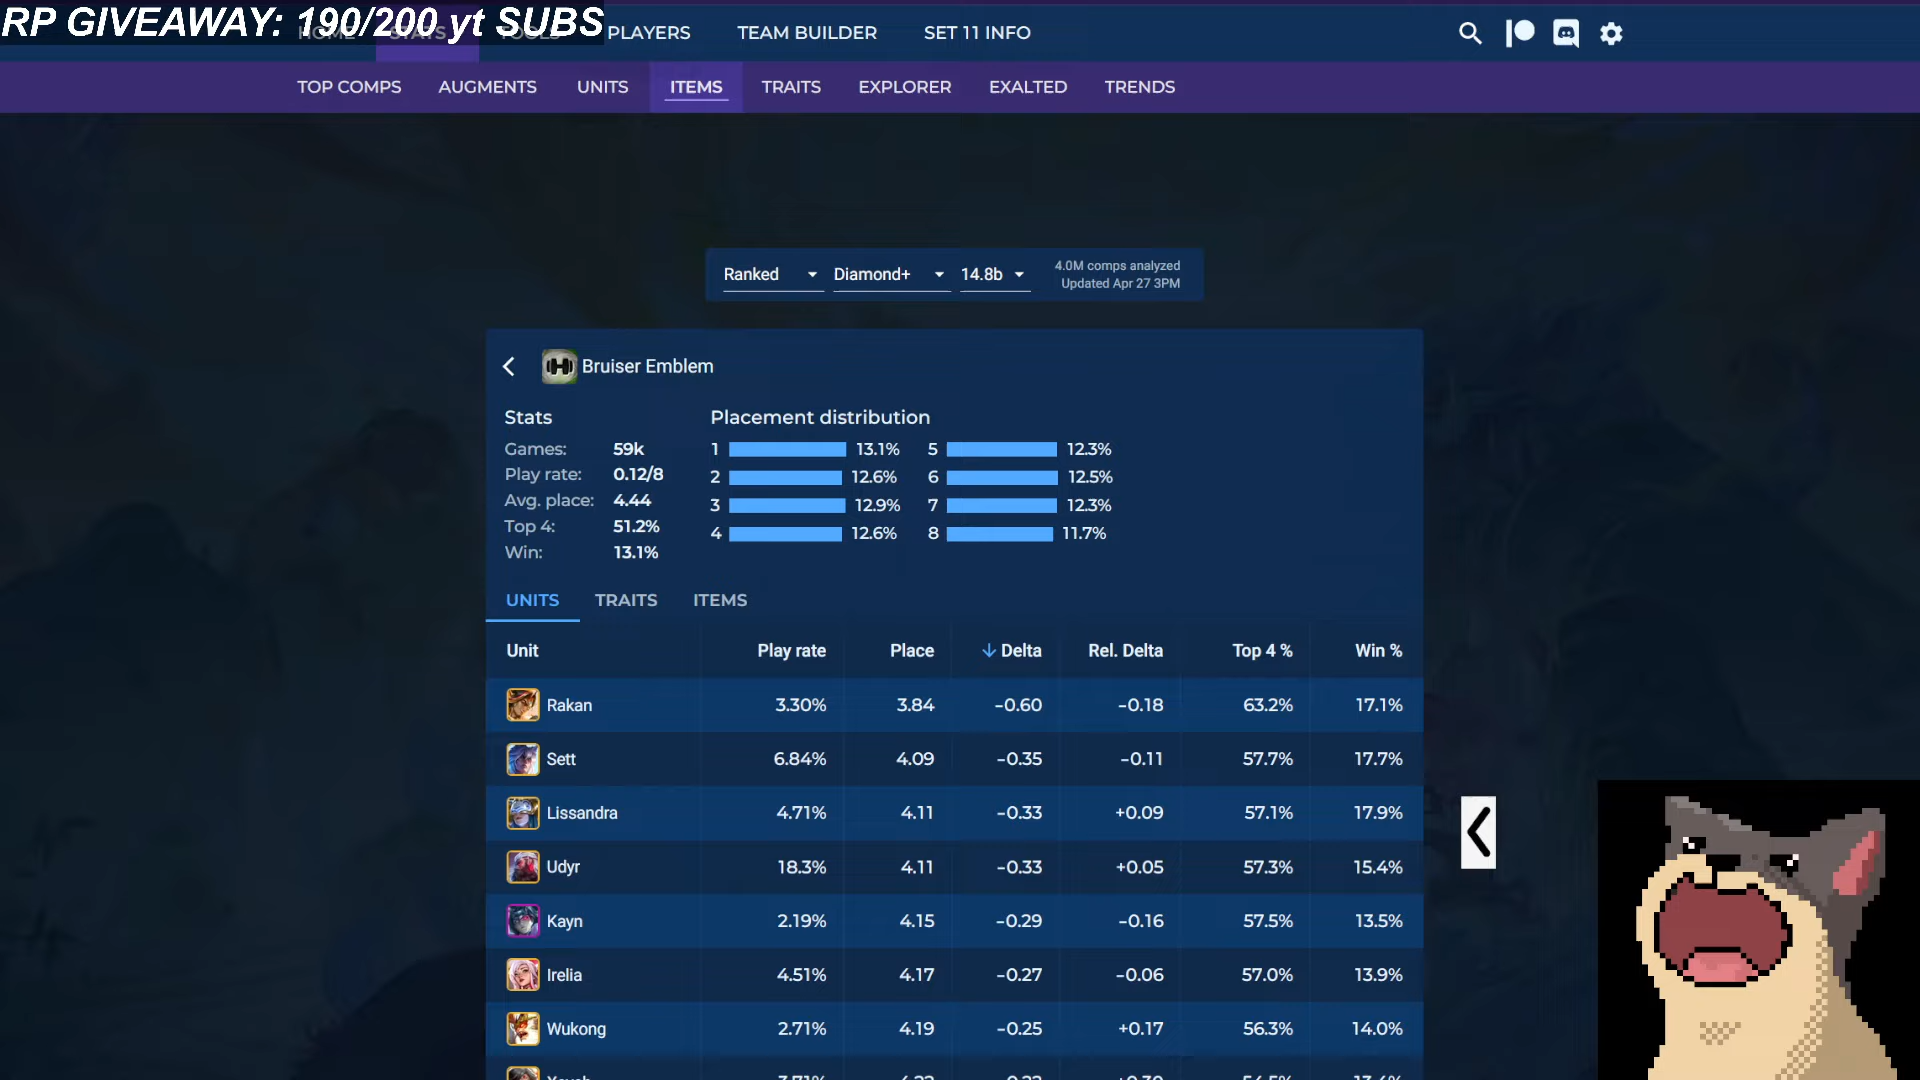 RP GIVEAWAY: 190/200 yt SUBS
HOME STATS TOOLS PLAYERS TEAM BUILDER SET 11 INFO
TOP COMPS AUGMENTS UNITS ITEMS TRAITS EXPLORER EXALTED TRENDS
Ranked Diamond+ 14.8b 4.0M comps analyzed
Updated Apr 27 3PM
Bruiser Emblem
Stats Placement distribution
Games: 59k 1 13.1% 5 12.3%
Play rate: 0.12/8 2 12.6% 6 12.5%
Avg. place: 4.44 3 12.9% 7 12.3%
Top 4: 51.2% 4 12.6% 8 11.7%
Win: 13.1%
UNITS TRAITS ITEMS
Unit Play rate Place Delta Rel. Delta Top 4 % Win %
Rakan 3.30% 3.84 -0.60 -0.18 63.2% 17.1%
Sett 6.84% 4.09 -0.35 -0.11 57.7% 17.7%
Lissandra 4.71% 4.11 -0.33 +0.09 57.1% 17.9%
Udyr 18.3% 4.11 -0.33 +0.05 57.3% 15.4%
Kayn 2.19% 4.15 -0.29 -0.16 57.5% 13.5%
Irelia 4.51% 4.17 -0.27 -0.06 57.0% 13.9%
Wukong 2.71% 4.19 -0.25 +0.17 56.3% 14.0%